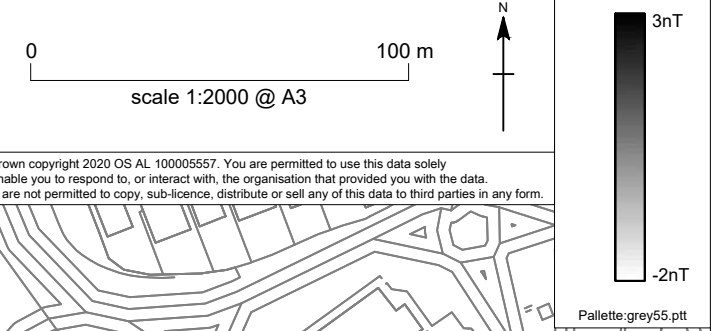 0 100 m
scale 1:2000 @ A3
N
3nT
-2nT
Pallette:grey55.ptt
rown copyright 2020 OS AL 100005557. You are permitted to use this data solely
nable you to respond to, or interact with, the organisation that provided you with the data.
are not permitted to copy, sub-licence, distribute or sell any of this data to third parties in any form.